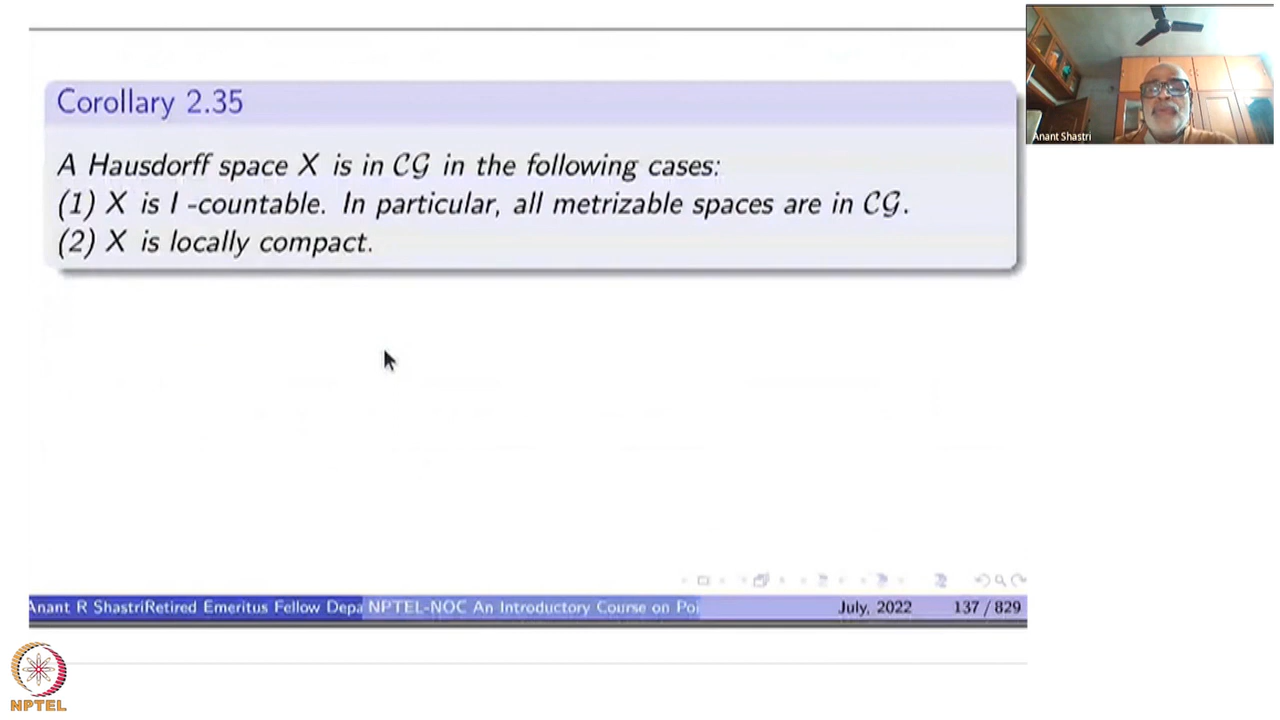 Corollary 2.35
A Hausdorff space X is in CG in the following cases:
(1) X is I -countable. In particular, all metrizable spaces are in CG.
(2) X is locally compact.
Anant Shastri
Anant R ShastriRetired Emeritus Fellow Depa NPTEL-NOC An Introductory Course on Poi July, 2022 137 / 829
NPTEL